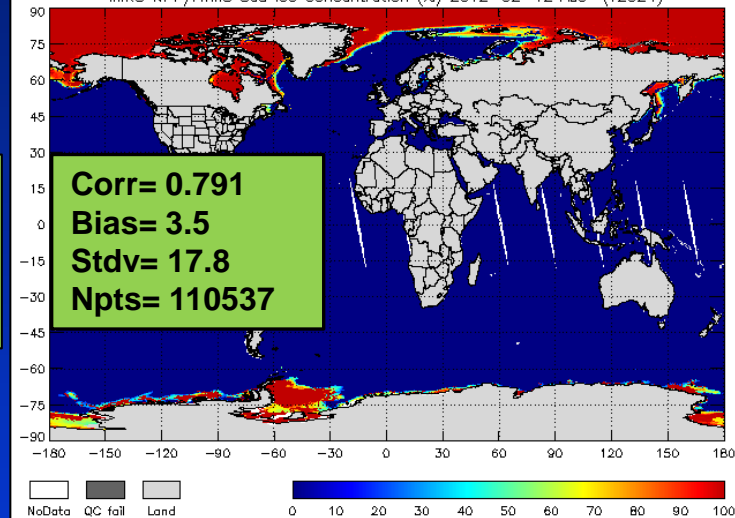 Corr= 0.791
Bias= 3.5
Stdv= 17.8
Npts= 110537
90
75
60
45
30
15
0
-15
-30
-45
-60
-75
-90
-180 -150 -120 -90 -60 -30 0 30 60 90 120 150 180
NoData QC fail Land
0 10 20 30 40 50 60 70 80 90 100